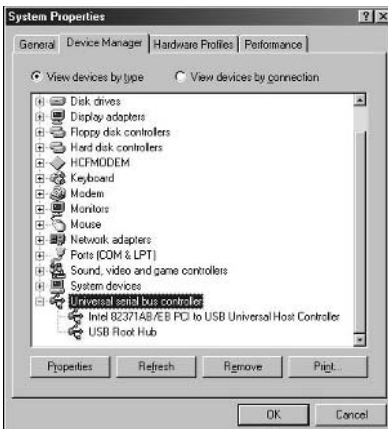 System Properties
General Device Manager Hardware Profiles Performance
View devices by type View devices by connection
Disk drives
Display adapters
Floppy disk controllers
Hard disk controllers
HCFMODEM
Keyboard
Modem
Monitors
Mouse
Network adapters
Ports (COM & LPT)
Sound, video and game controllers
System devices
Universal serial bus controller
Intel 82371AB/EB PCI to USB Universal Host Controller
USB Root Hub
Properties Refresh Remove Print...
OK Cancel